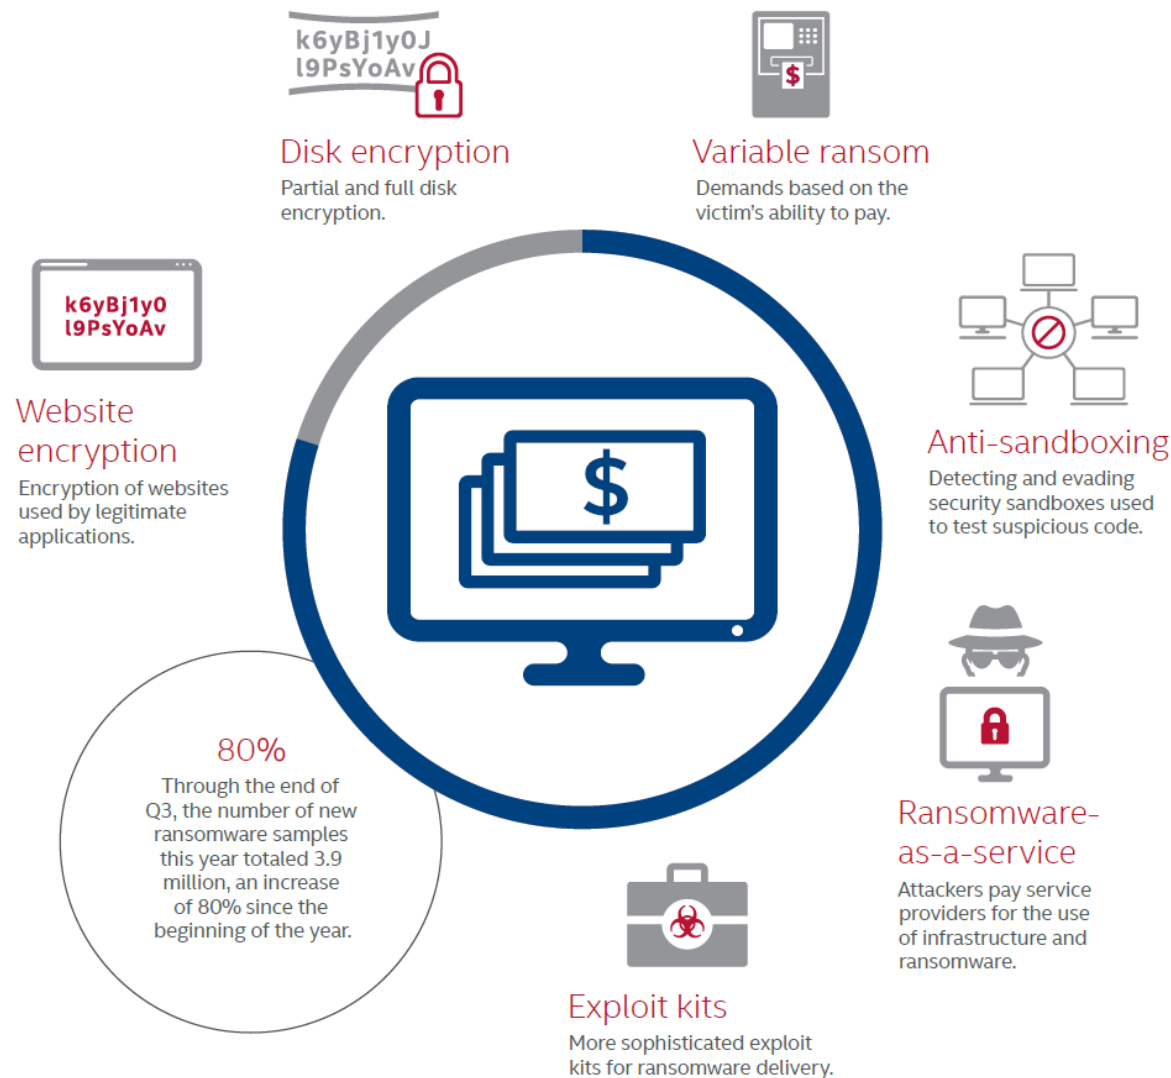 k6yBj1y0J
l9PsYoAv
Disk encryption
Partial and full disk
encryption.
$
Variable ransom
Demands based on the
victim's ability to pay.
k6yBj1y0
l9PsYoAv
Website
encryption
Encryption of websites
used by legitimate
applications.
$
Anti-sandboxing
Detecting and evading
security sandboxes used
to test suspicious code.
80%
Through the end of
Q3, the number of new
ransomware samples
this year totaled 3.9
million, an increase
of 80% since the
beginning of the year.
Ransomware-
as-a-service
Attackers pay service
providers for the use
of infrastructure and
ransomware.
Exploit kits
More sophisticated exploit
kits for ransomware delivery.